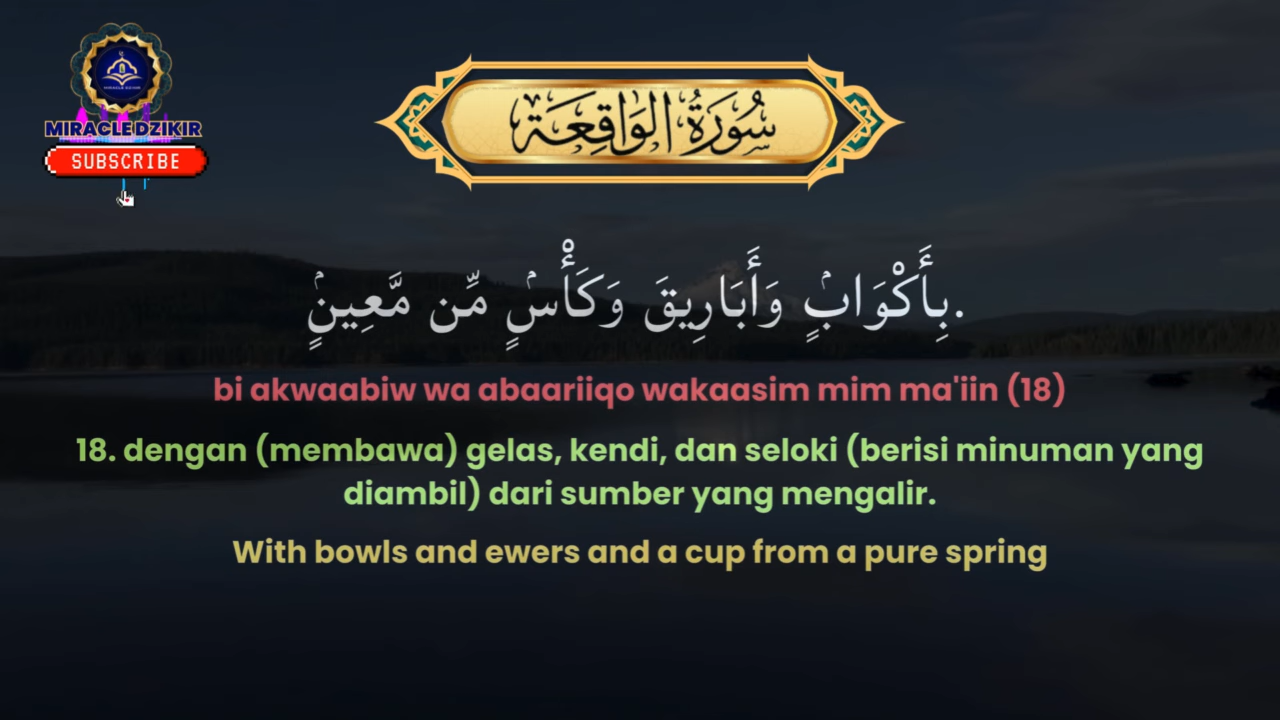 MIRACLE DZIKIR
SUBSCRIBE
سُورَةُ الوَاقِعَة
بِأَكْوَابٍۢ وَأَبَارِيقَ وَكَأْسٍۢ مِّن مَّعِينٍۢ.
bi akwaabiw wa abaariiqo wakaasim mim ma'iin (18)
18. dengan (membawa) gelas, kendi, dan seloki (berisi minuman yang
diambil) dari sumber yang mengalir.
With bowls and ewers and a cup from a pure spring